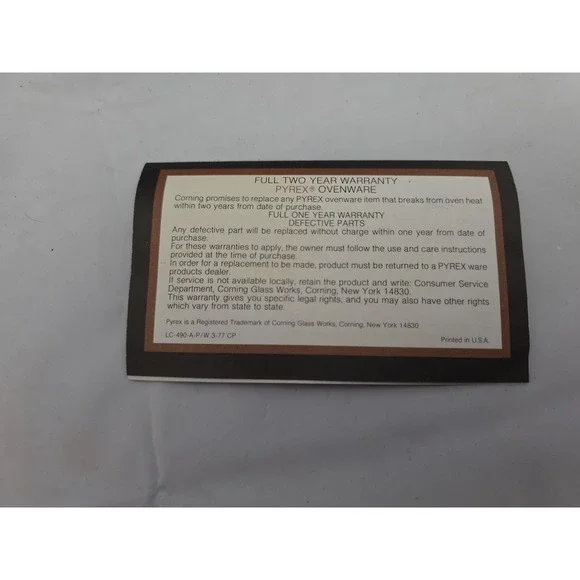 FULL TWO YEAR WARRANTY
PYREX® OVENWARE
Corning promises to replace any PYREX ovenware item that breaks from oven heat
within two years from date of purchase.
FULL ONE YEAR WARRANTY
DEFECTIVE PARTS
Any defective part will be replaced without charge within one year from date of
purchase.
For these warranties to apply, the owner must follow the use and care instructions
provided at the time of purchase.
In order for a replacement to be made, product must be returned to a PYREX ware
products dealer.
If service is not available locally, retain the product and write: Consumer Service
Department, Corning Glass Works, Corning, New York 14830.
This warranty gives you specific legal rights, and you may also have other rights
which vary from state to state.
Pyrex is a Registered Trademark of Corning Glass Works, Corning, New York 14830
LC-490-A-P/W 3-77 CP
Printed in U.S.A.